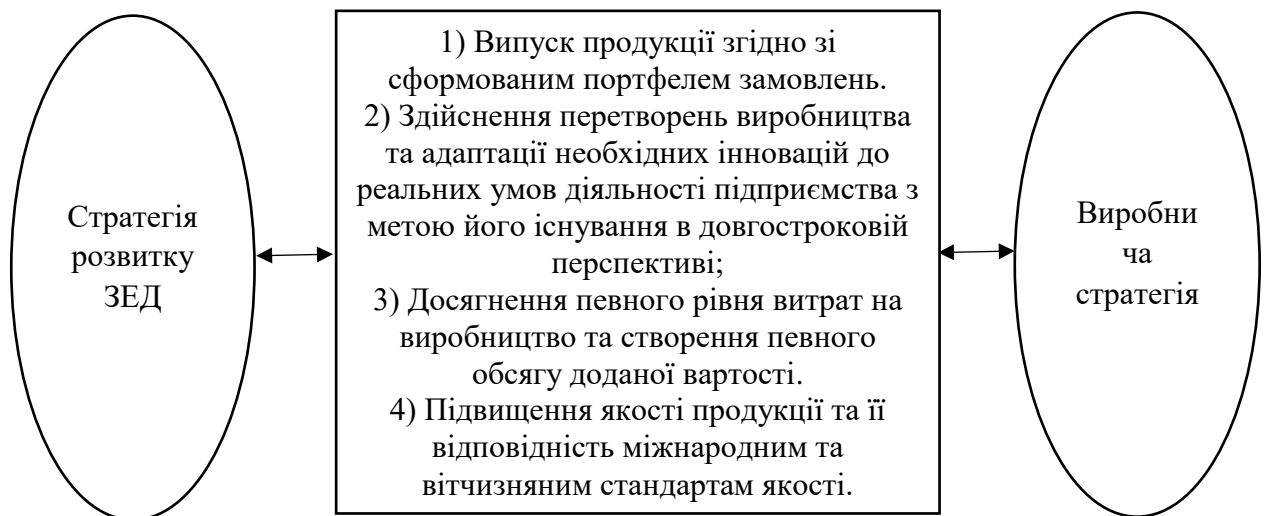 Стратегія
розвитку
ЗЕД
1) Випуск продукції згідно зі
сформованим портфелем замовлень.
2) Здійснення перетворень виробництва
та адаптації необхідних інновацій до
реальних умов діяльності підприємства з
метою його існування в довгостроковій
перспективі;
3) Досягнення певного рівня витрат на
виробництво та створення певного
обсягу доданої вартості.
4) Підвищення якості продукції та її
відповідність міжнародним та
вітчизняним стандартам якості.
Виробни
ча
стратегія